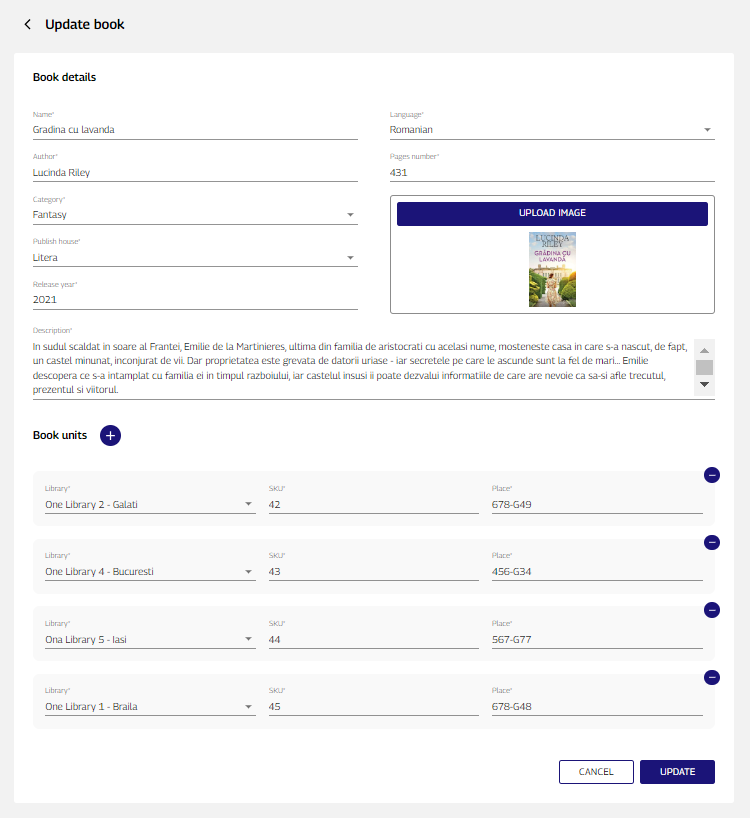 Update book
Book details
Name*
Gradina cu lavanda
Language*
Romanian
Author*
Lucinda Riley
Pages number*
431
Category*
Fantasy
UPLOAD IMAGE
LUCINDA
RILEY
GRĂDINA CU
LAVANDĂ
Publish house*
Litera
Release year*
2021
Description*
In sudul scaldat in soare al Frantei, Emilie de la Martinieres, ultima din familia de aristocrati cu acelasi nume, mosteneste casa in care s-a nascut, de fapt,
un castel minunat, inconjurat de vii. Dar proprietatea este grevata de datorii uriase - iar secretele pe care le ascunde sunt la fel de mari... Emilie
descopera ce s-a intamplat cu familia ei in timpul razboiului, iar castelul insusi ii poate dezvalui informatiile de care are nevoie ca sa-si afle trecutul,
prezentul si viitorul.
Book units
Library*
One Library 2 - Galati
SKU*
42
Place*
678-G49
Library*
One Library 4 - Bucuresti
SKU*
43
Place*
456-G34
Library*
Ona Library 5 - Iasi
SKU*
44
Place*
567-G77
Library*
One Library 1 - Braila
SKU*
45
Place*
678-G48
CANCEL
UPDATE